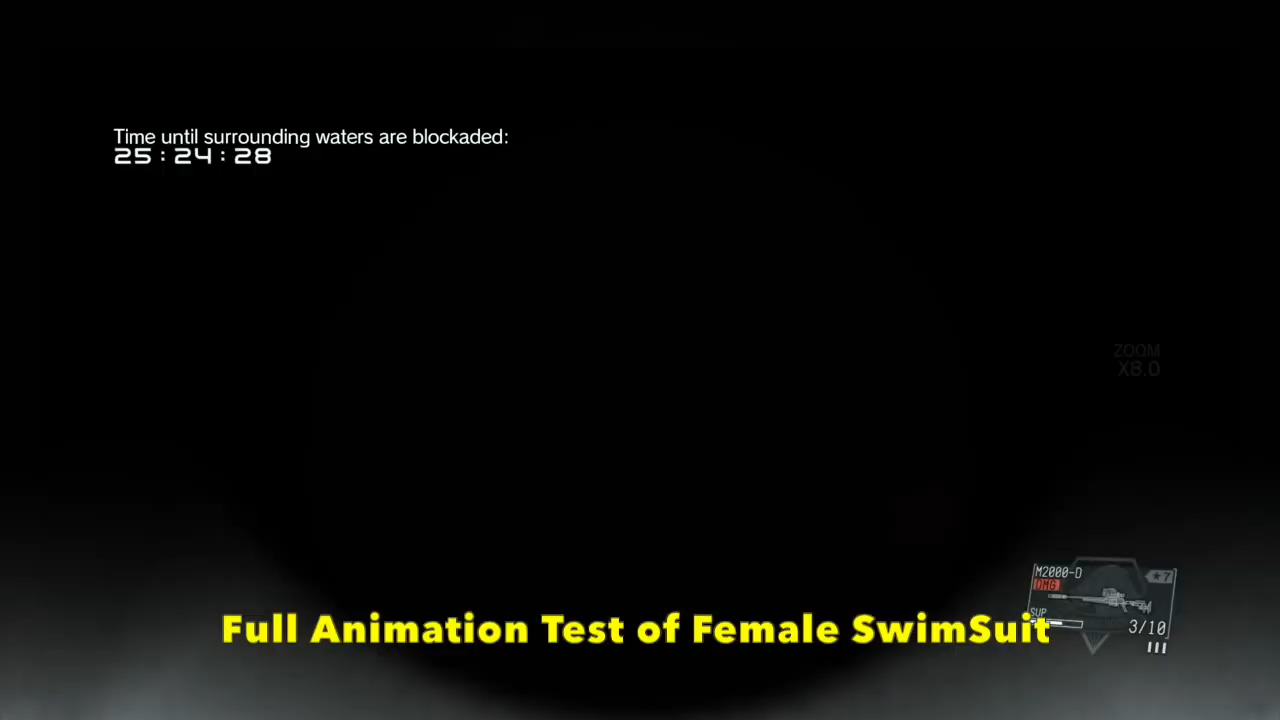 Time until surrounding waters are blockaded:
25:24:28
ZOOM
X8.0
M2000-D
★7
DMG
SUP
3/10
Full Animation Test of Female SwimSuit